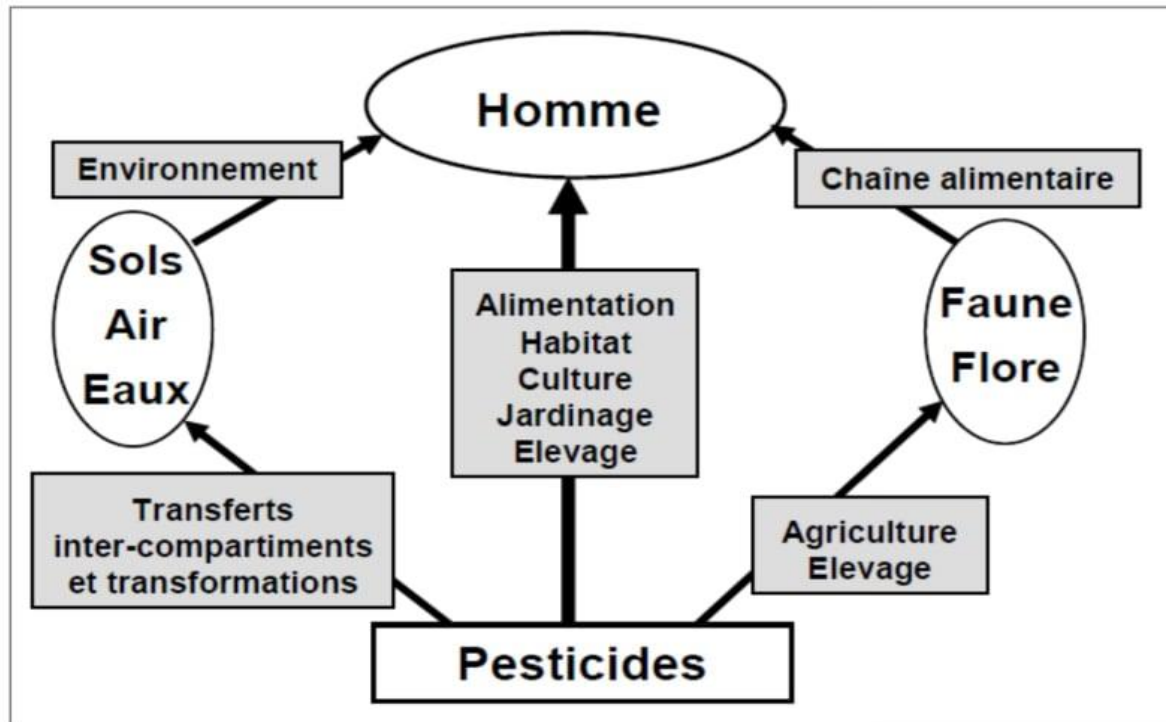 Homme
Environnement
Chaîne alimentaire
Sols
Air
Eaux
Alimentation
Habitat
Culture
Jardinage
Elevage
Faune
Flore
Transferts
inter-compartiments
et transformations
Agriculture
Elevage
Pesticides